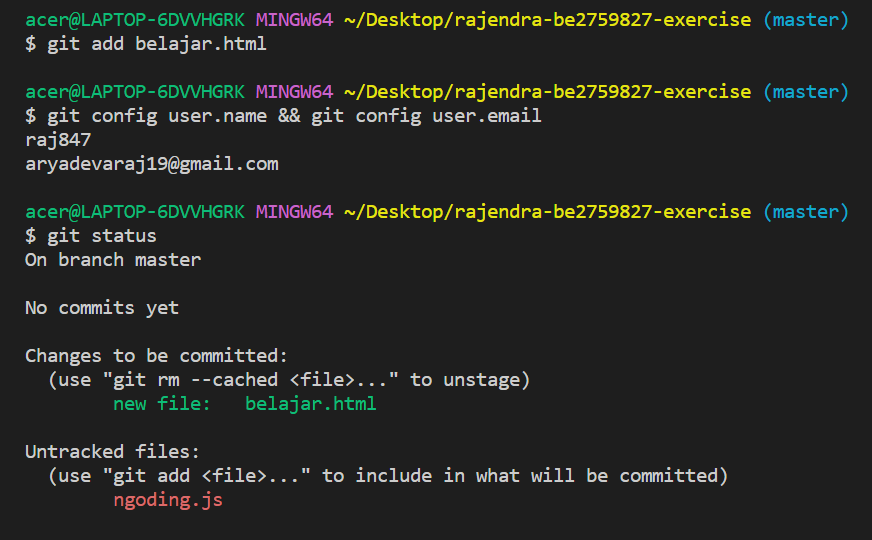 acer@LAPTOP-6DVVHGRK MINGW64 ~/Desktop/rajendra-be2759827-exercise (master)
$ git add belajar.html
acer@LAPTOP-6DVVHGRK MINGW64 ~/Desktop/rajendra-be2759827-exercise (master)
$ git config user.name && git config user.email
raj847
aryadevaraj19@gmail.com
acer@LAPTOP-6DVVHGRK MINGW64 ~/Desktop/rajendra-be2759827-exercise (master)
$ git status
On branch master
No commits yet
Changes to be committed:
(use "git rm --cached <file>..." to unstage)
new file:   belajar.html
Untracked files:
(use "git add <file>..." to include in what will be committed)
ngoding.js